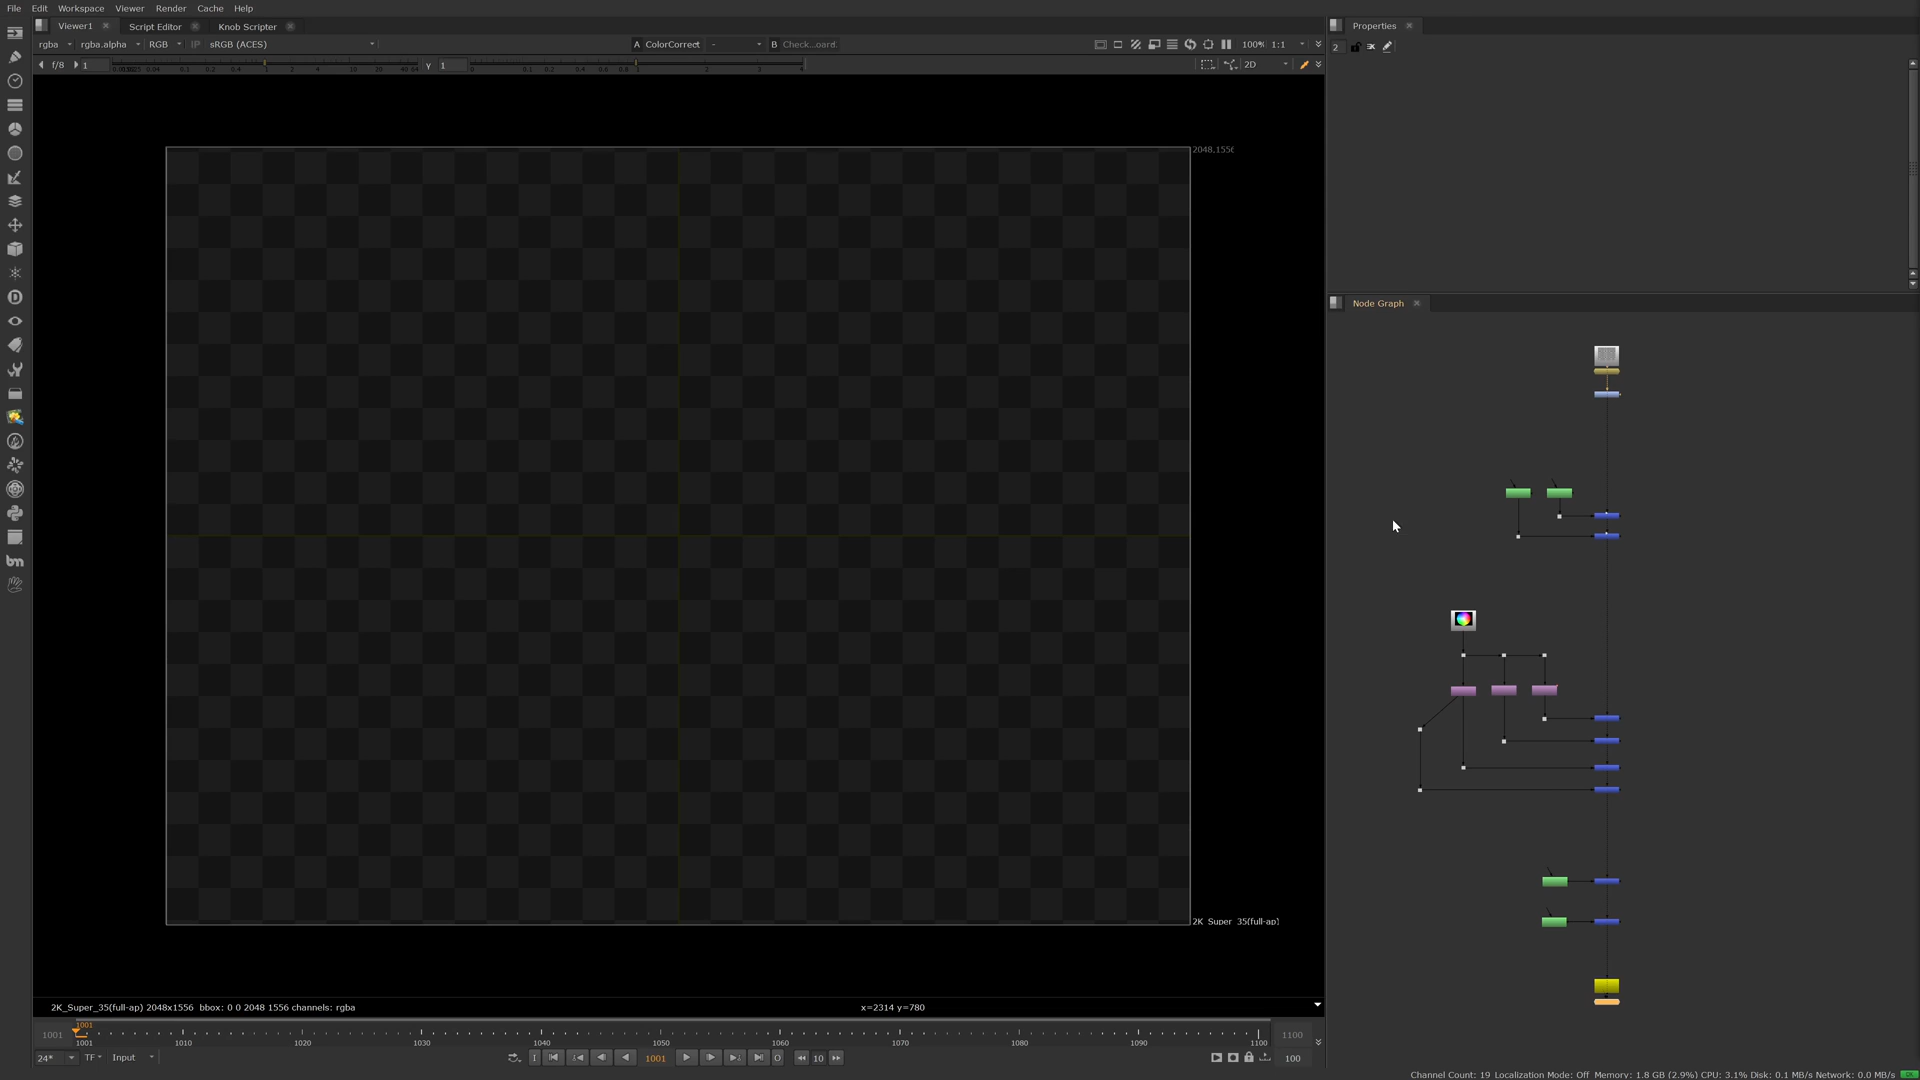 File Edit Workspace Viewer Render Cache Help
Viewer1 Script Editor Knob Scripter
rgba rgba.alpha RGB IP sRGB (ACES) A ColorCorrect - B Check...oard. 100% 1:1
f/8 1 γ 1 2D
2048,1556
2K_Super_35(full-ap)
2K_Super_35(full-ap) 2048x1556 bbox: 0 0 2048 1556 channels: rgba x=2314 y=780
1001
1001 1100
1001 1010 1020 1030 1040 1050 1060 1070 1080 1090 1100
24* TF Input 1001 10 100
Properties
2
Node Graph
Channel Count: 19 Localization Mode: Off Memory: 1.8 GB (2.9%) CPU: 3.1% Disk: 0.1 MB/s Network: 0.0 MB/s